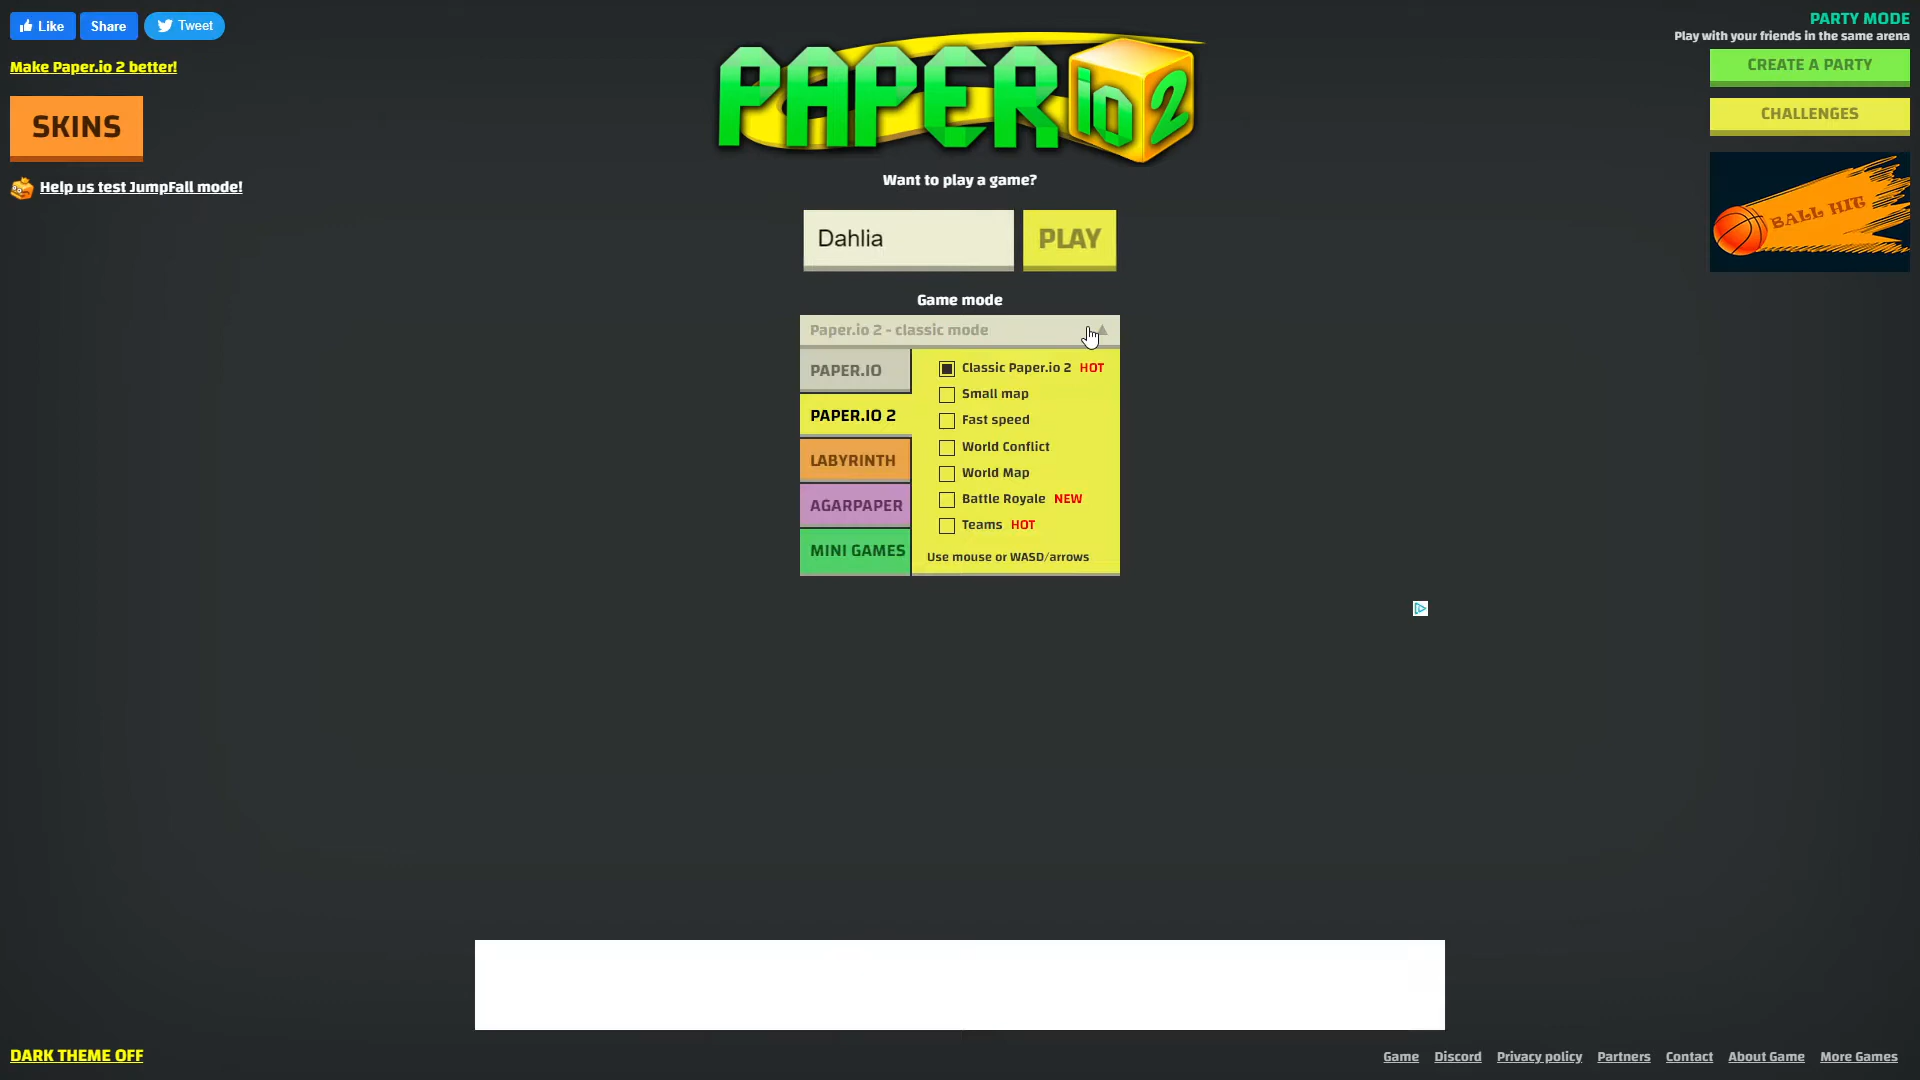 Like Share Tweet
Make Paper.io 2 better!
SKINS
Help us test JumpFall mode!
PAPER io 2
Want to play a game?
Dahlia PLAY
Game mode
Paper.io 2 - classic mode
PAPER.IO
PAPER.IO 2
LABYRINTH
AGARPAPER
MINI GAMES
Classic Paper.io 2 HOT
Small map
Fast speed
World Conflict
World Map
Battle Royale NEW
Teams HOT
Use mouse or WASD/arrows
PARTY MODE
Play with your friends in the same arena
CREATE A PARTY
CHALLENGES
BALL HIT
DARK THEME OFF
Game Discord Privacy policy Partners Contact About Game More Games